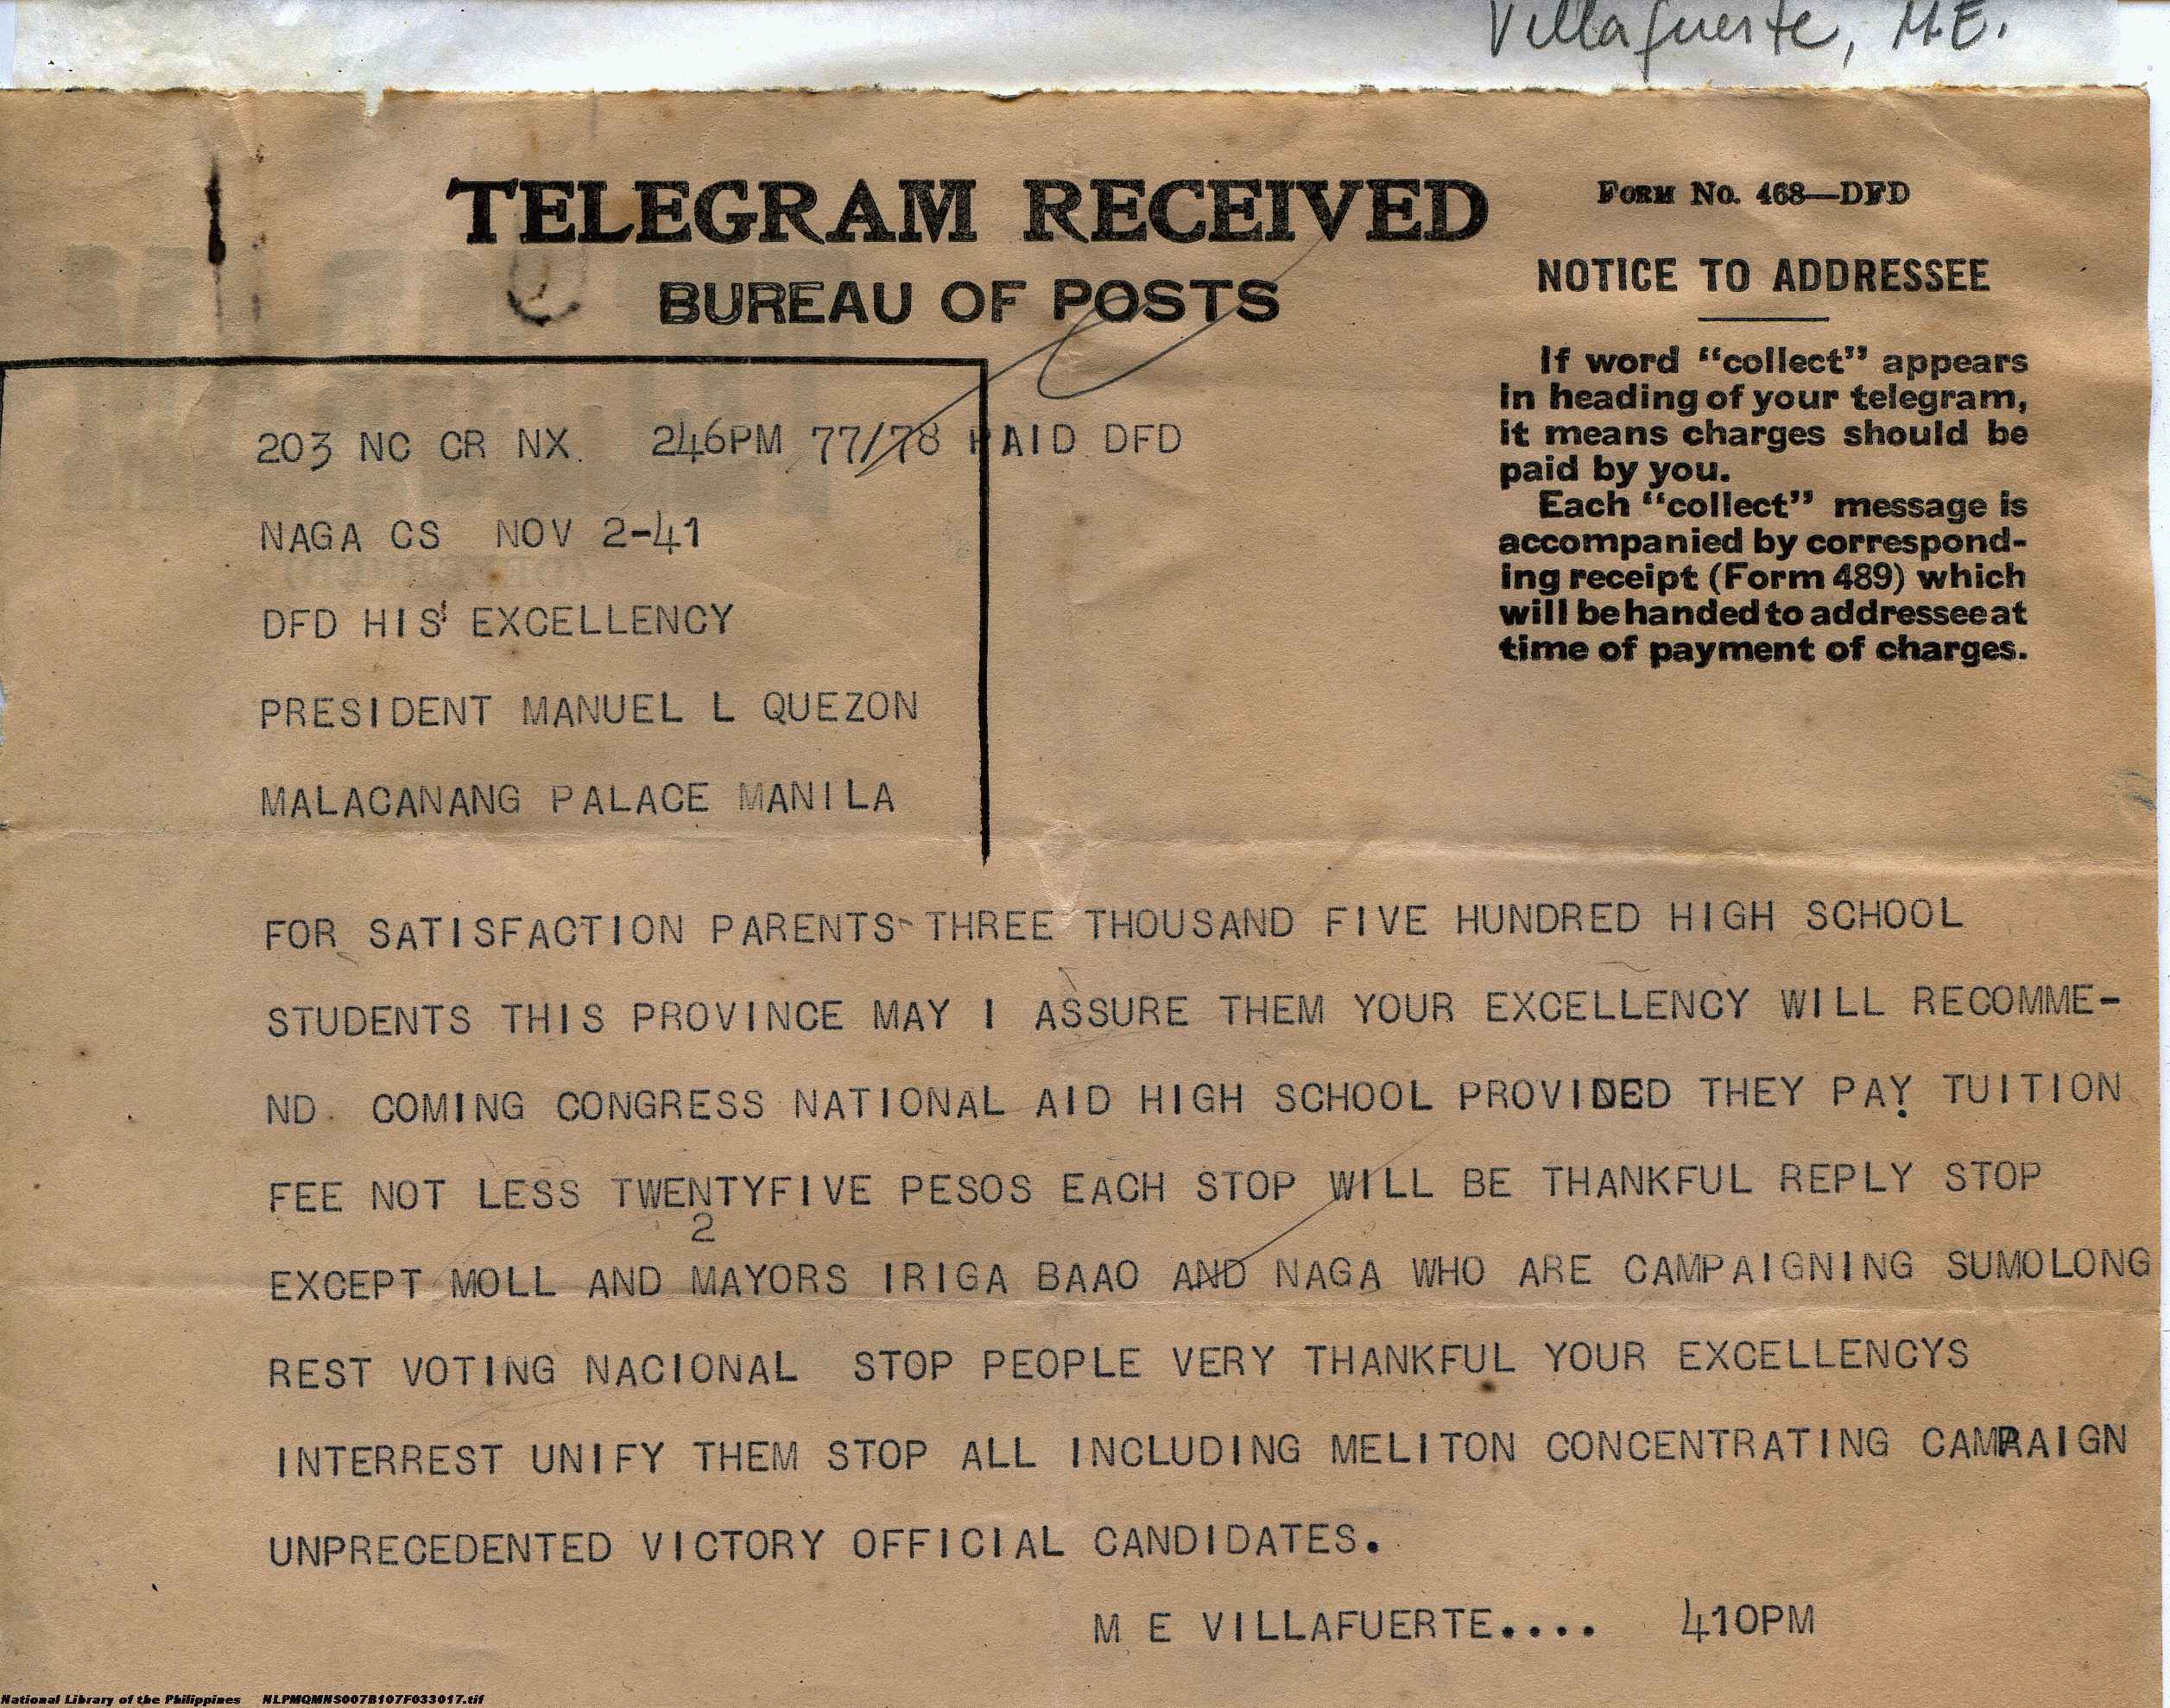 Villafuerte, M.E.
TELEGRAM RECEIVED
BUREAU OF POSTS
FORM NO. 468—DFD
NOTICE TO ADDRESSEE
If word “collect” appears
in heading of your telegram,
it means charges should be
paid by you.
Each “collect” message is
accompanied by correspond-
ing receipt (Form 489) which
will be handed to addressee at
time of payment of charges.
203 NC CR NX. 246PM 77/78 PAID DFD
NAGA CS NOV 2-41
DFD HIS' EXCELLENCY
PRESIDENT MANUEL L QUEZON
MALACANANG PALACE MANILA
FOR SATISFACTION PARENTS THREE THOUSAND FIVE HUNDRED HIGH SCHOOL
STUDENTS THIS PROVINCE MAY I ASSURE THEM YOUR EXCELLENCY WILL RECOMME-
ND. COMING CONGRESS NATIONAL AID HIGH SCHOOL PROVIDED THEY PAY TUITION
FEE NOT LESS TWENTYFIVE PESOS EACH STOP WILL BE THANKFUL REPLY STOP
2
EXCEPT MOLL AND MAYORS IRIGA BAAO AND NAGA WHO ARE CAMPAIGNING SUMOLONG
REST VOTING NACIONAL STOP PEOPLE VERY THANKFUL YOUR EXCELLENCYS
INTERREST UNIFY THEM STOP ALL INCLUDING MELITON CONCENTRATING CAMPAIGN
UNPRECEDENTED VICTORY OFFICIAL CANDIDATES.
M E VILLAFUERTE.... 410PM
National Library of the Philippines NLPMQMNS007B107F033017.tif